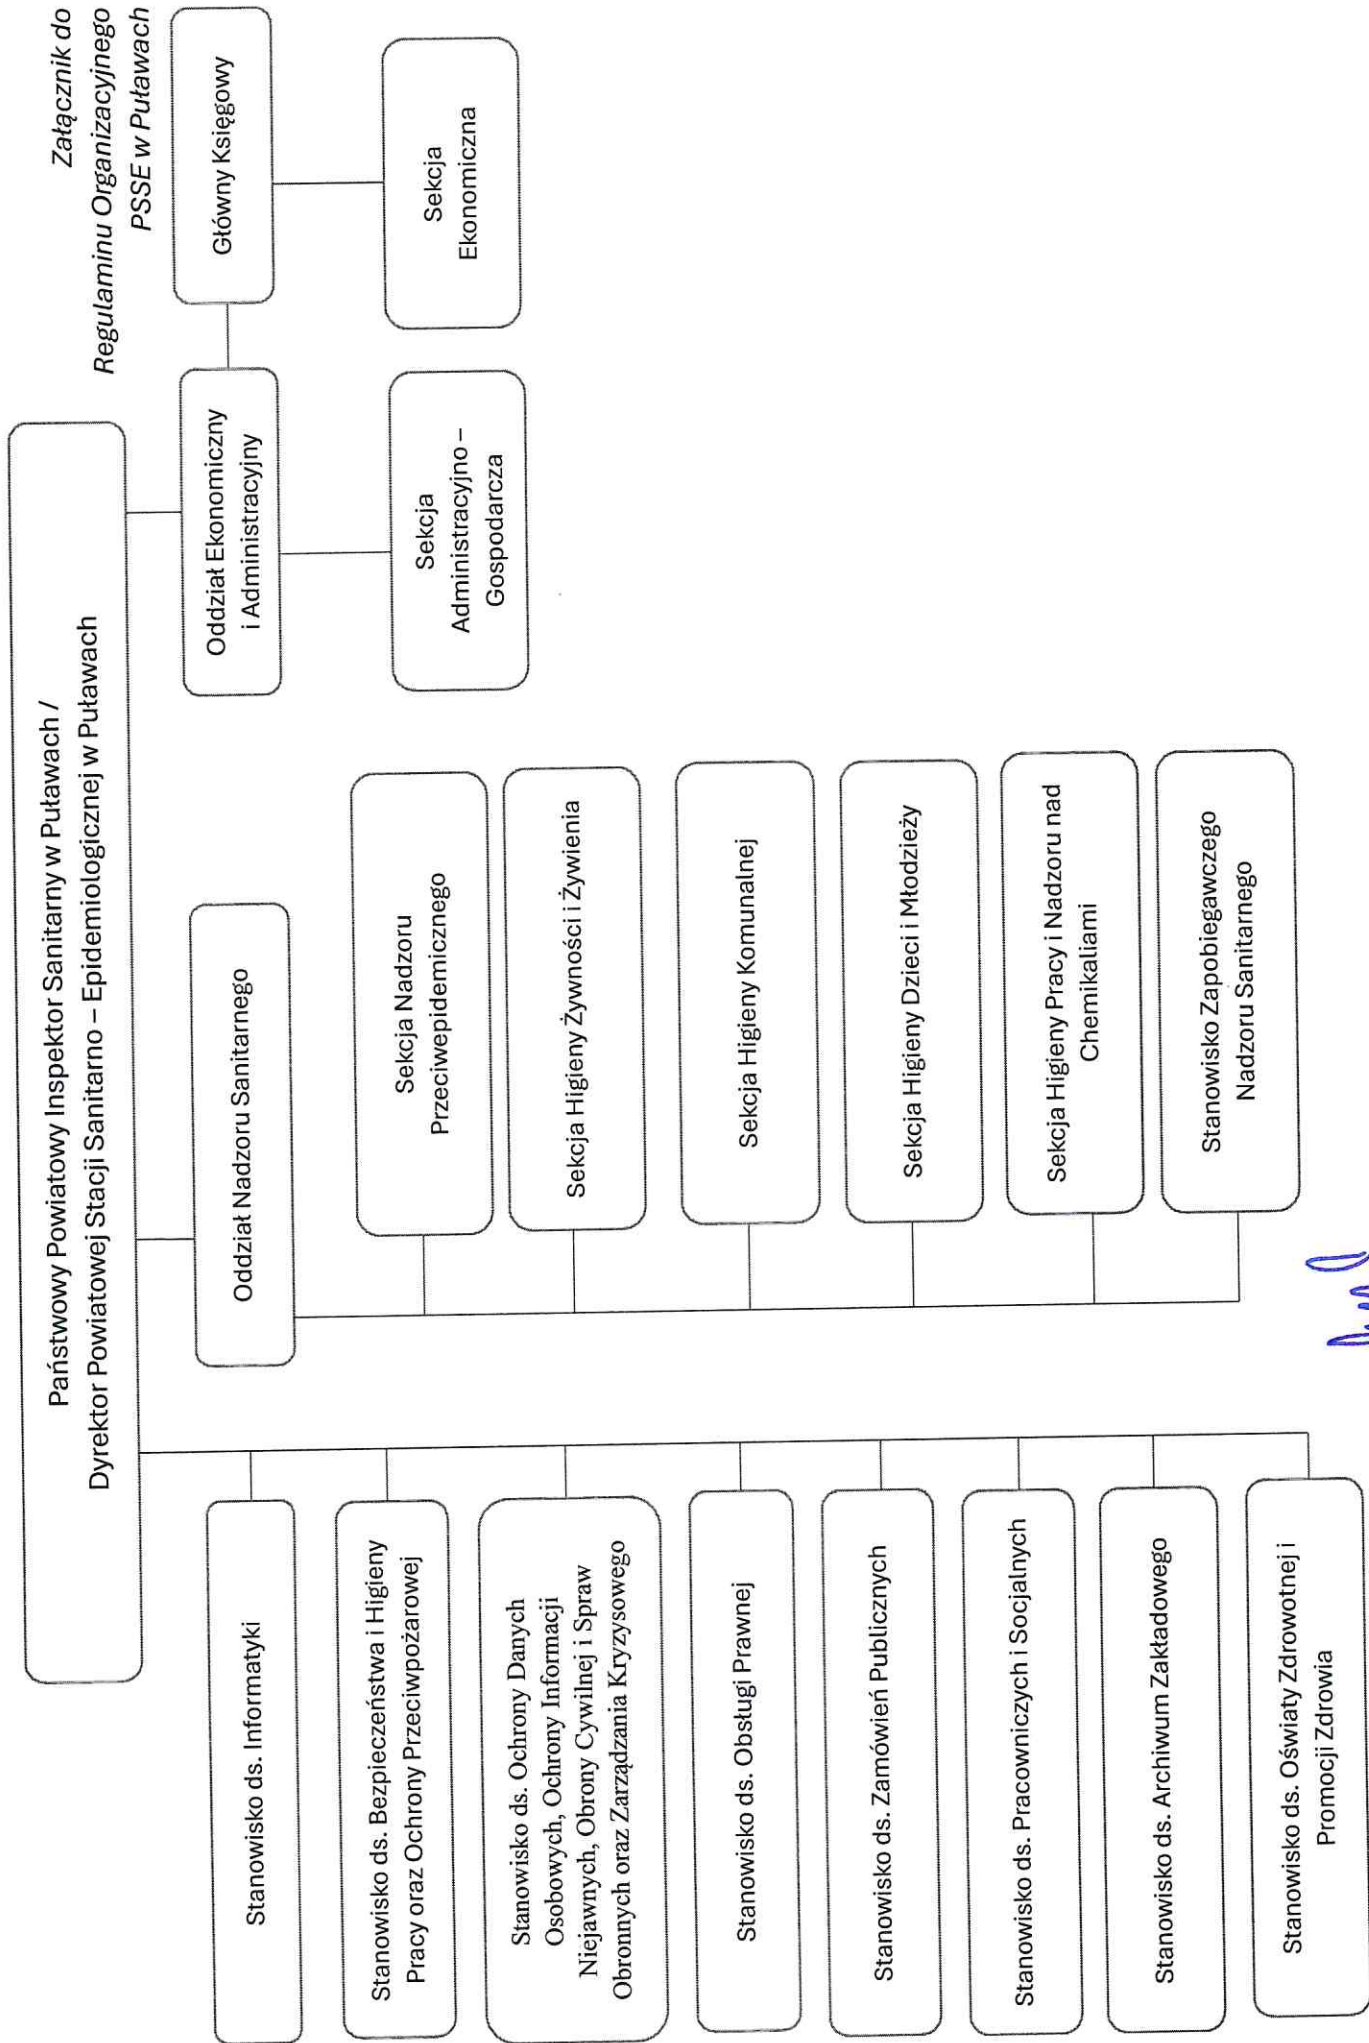 Załącznik do
Regulaminu Organizacyjnego
PSSE w Puławach
Państwowy Powiatowy Inspektor Sanitarny w Puławach /
Dyrektor Powiatowej Stacji Sanitarno – Epidemiologicznej w Puławach
Stanowisko ds. Informatyki
Stanowisko ds. Bezpieczeństwa i Higieny
Pracy oraz Ochrony Przeciwpożarowej
Stanowisko ds. Ochrony Danych
Osobowych, Ochrony Informacji
Niejawnych, Obrony Cywilnej i Spraw
Obronnych oraz Zarządzania Kryzysowego
Stanowisko ds. Obsługi Prawnej
Stanowisko ds. Zamówień Publicznych
Stanowisko ds. Pracowniczych i Socjalnych
Stanowisko ds. Archiwum Zakładowego
Stanowisko ds. Oświaty Zdrowotnej i
Promocji Zdrowia
Oddział Nadzoru Sanitarnego
Sekcja Nadzoru
Przeciwepidemicznego
Sekcja Higieny Żywności i Żywienia
Sekcja Higieny Komunalnej
Sekcja Higieny Dzieci i Młodzieży
Sekcja Higieny Pracy i Nadzoru nad
Chemikaliami
Stanowisko Zapobiegawczego
Nadzoru Sanitarnego
Oddział Ekonomiczny
i Administracyjny
Sekcja
Administracyjno –
Gospodarcza
Główny Księgowy
Sekcja
Ekonomiczna